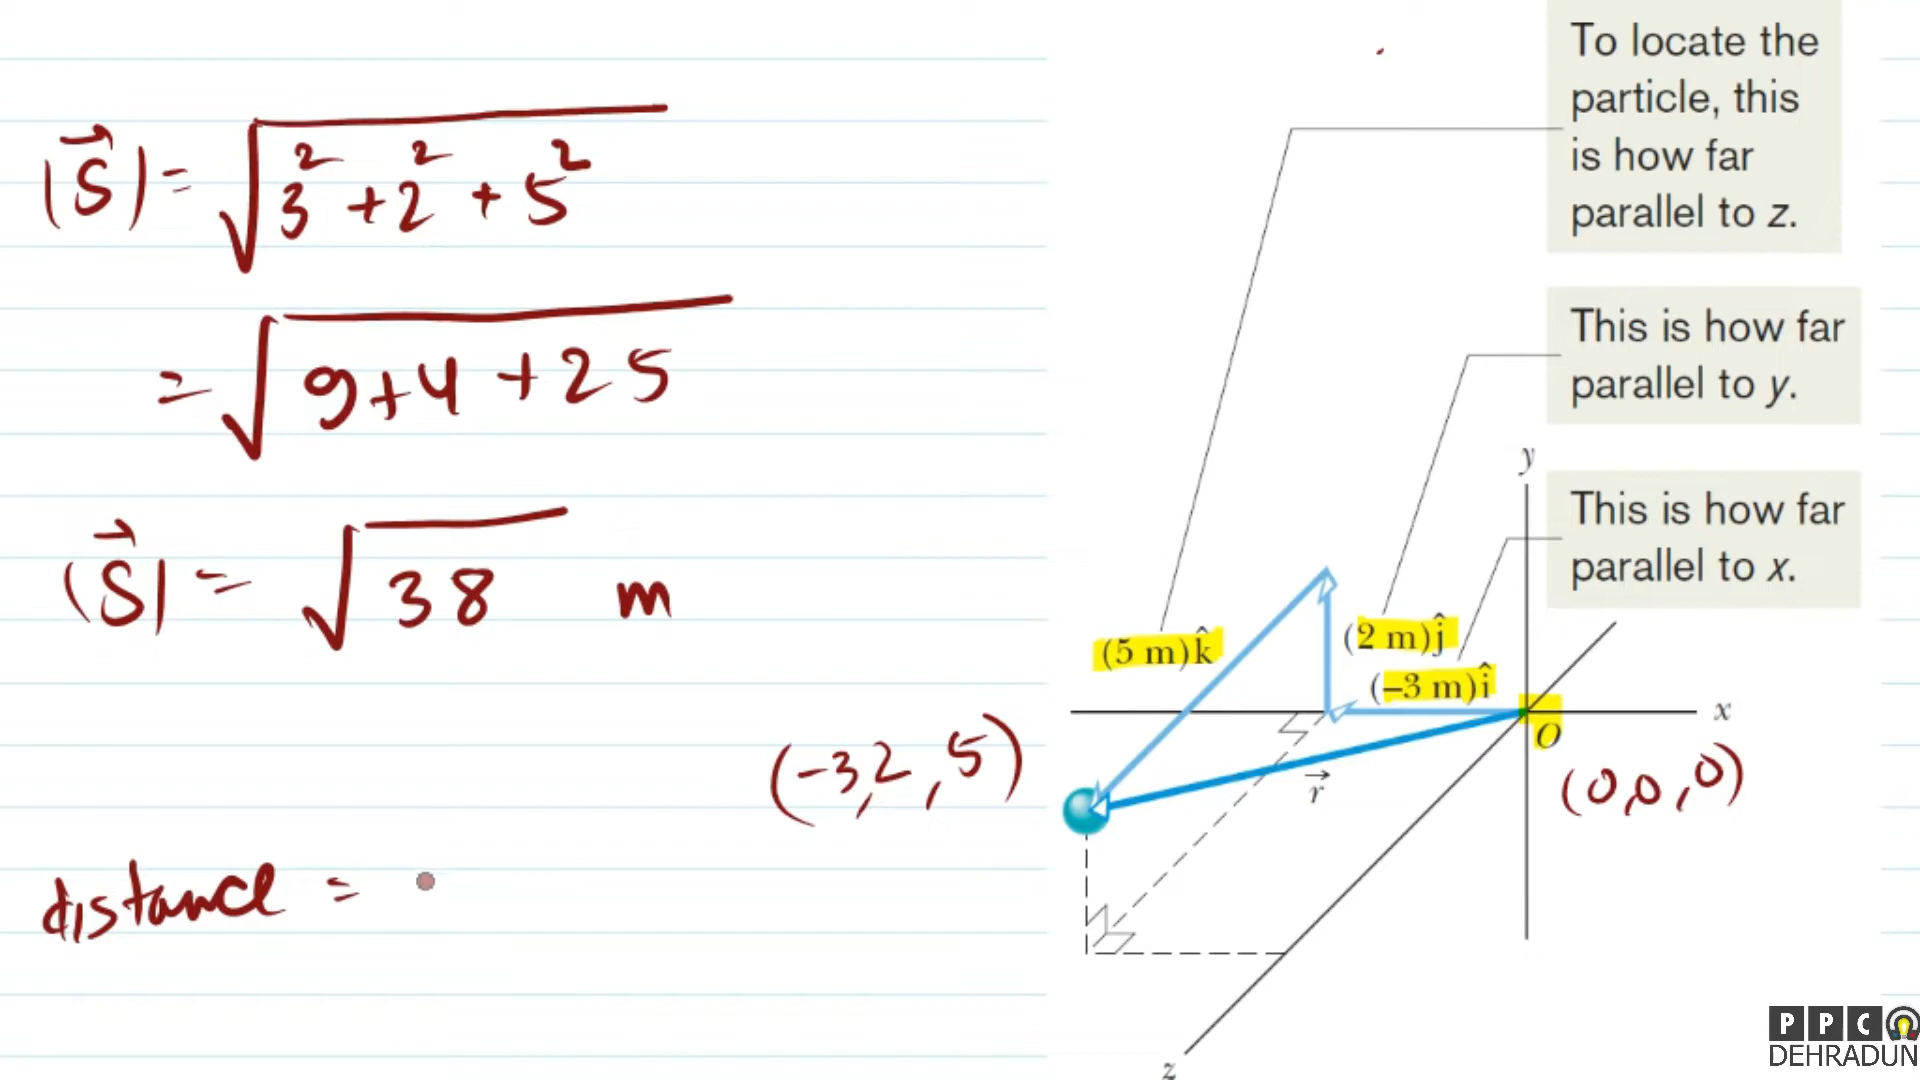 |S⃗| = √3² + 2² + 5²
= √9 + 4 + 25
|S⃗| = √38 m
(-3, 2, 5)
distance =
To locate the
particle, this
is how far
parallel to z.
This is how far
parallel to y.
y
This is how far
parallel to x.
(5 m)k̂
(2 m)ĵ
(–3 m)î
x
O
r⃗
(0, 0, 0)
z
PPC
DEHRADUN